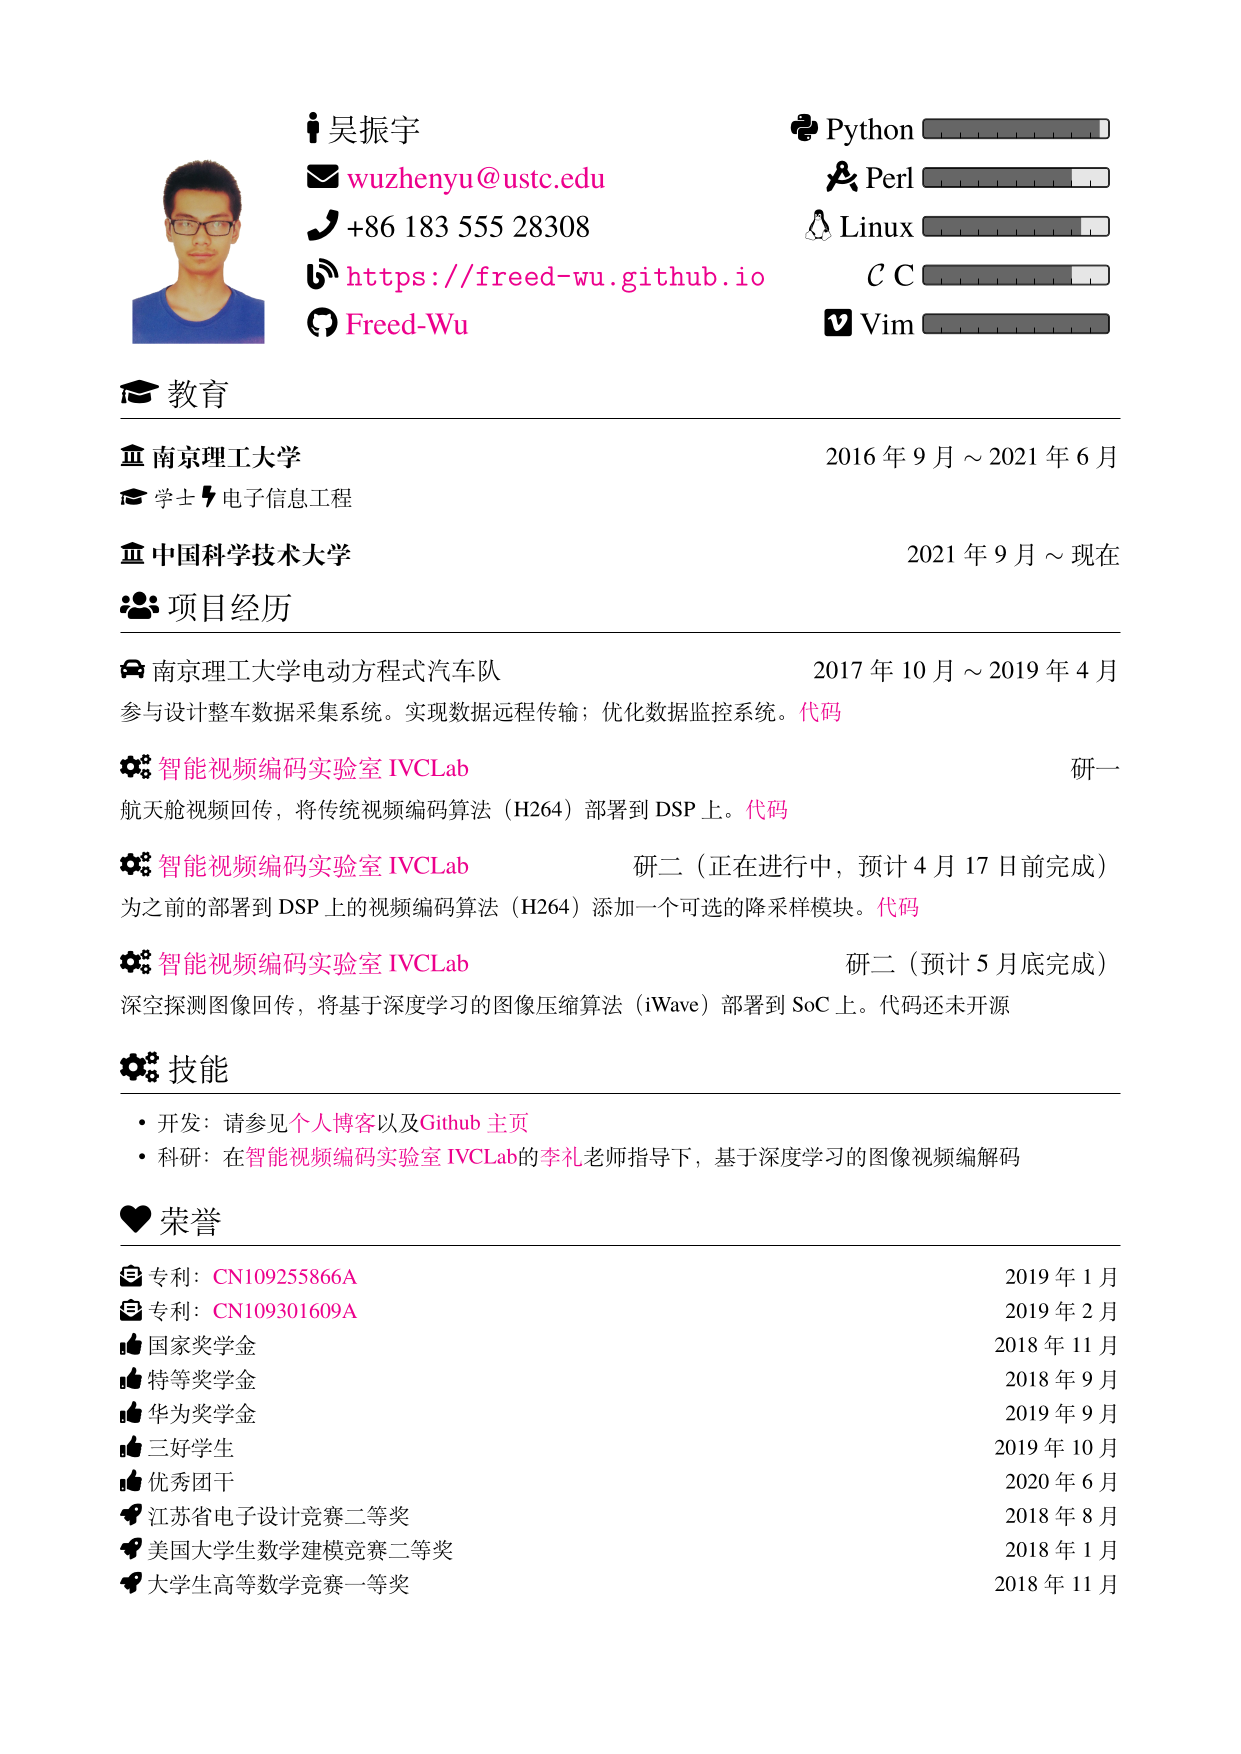 吴振宇
wuzhenyu@ustc.edu
+86 183 555 28308
https://freed-wu.github.io
Freed-Wu
Python
Perl
Linux
C C
Vim
教育
南京理工大学 2016 年 9 月 ~ 2021 年 6 月
学士 电子信息工程
中国科学技术大学 2021 年 9 月 ~ 现在
项目经历
南京理工大学电动方程式汽车队 2017 年 10 月 ~ 2019 年 4 月
参与设计整车数据采集系统。实现数据远程传输；优化数据监控系统。代码
智能视频编码实验室 IVCLab 研一
航天舱视频回传，将传统视频编码算法（H264）部署到 DSP 上。代码
智能视频编码实验室 IVCLab 研二（正在进行中，预计 4 月 17 日前完成）
为之前的部署到 DSP 上的视频编码算法（H264）添加一个可选的降采样模块。代码
智能视频编码实验室 IVCLab 研二（预计 5 月底完成）
深空探测图像回传，将基于深度学习的图像压缩算法（iWave）部署到 SoC 上。代码还未开源
技能
• 开发：请参见个人博客以及Github 主页
• 科研：在智能视频编码实验室 IVCLab的李礼老师指导下，基于深度学习的图像视频编解码
荣誉
专利：CN109255866A 2019 年 1 月
专利：CN109301609A 2019 年 2 月
国家奖学金 2018 年 11 月
特等奖学金 2018 年 9 月
华为奖学金 2019 年 9 月
三好学生 2019 年 10 月
优秀团干 2020 年 6 月
江苏省电子设计竞赛二等奖 2018 年 8 月
美国大学生数学建模竞赛二等奖 2018 年 1 月
大学生高等数学竞赛一等奖 2018 年 11 月